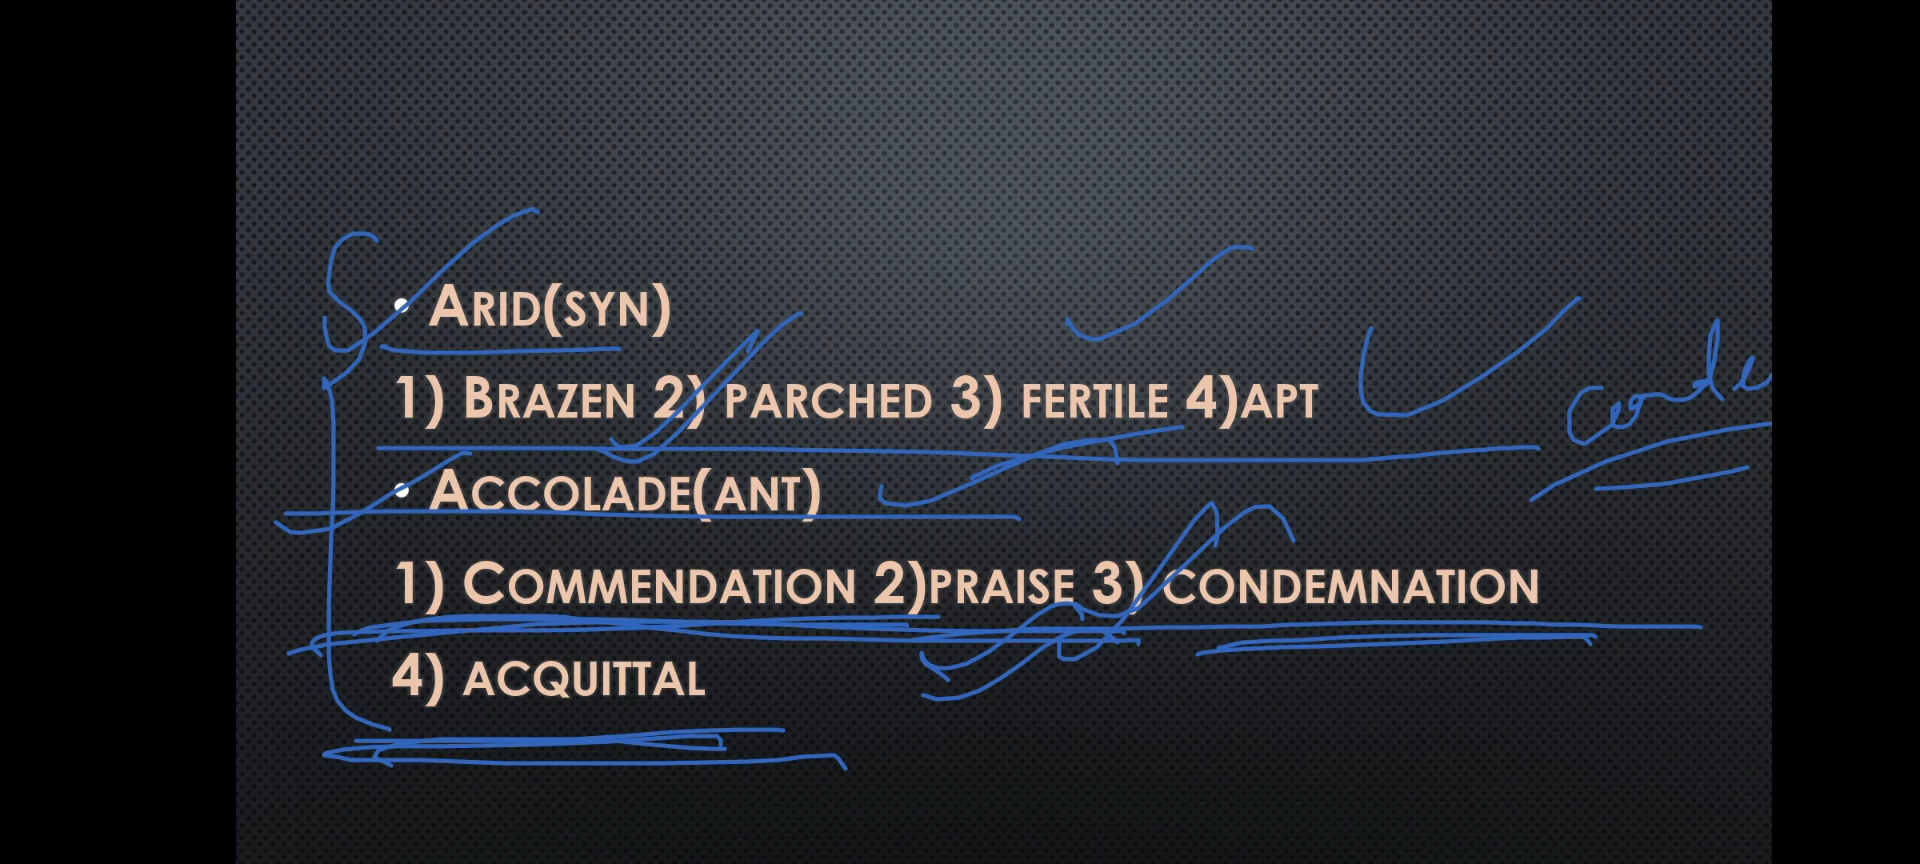 • Arid(syn)
1) Brazen 2) parched 3) fertile 4)apt
• Accolade(ant)
1) Commendation 2)praise 3) condemnation
4) acquittal